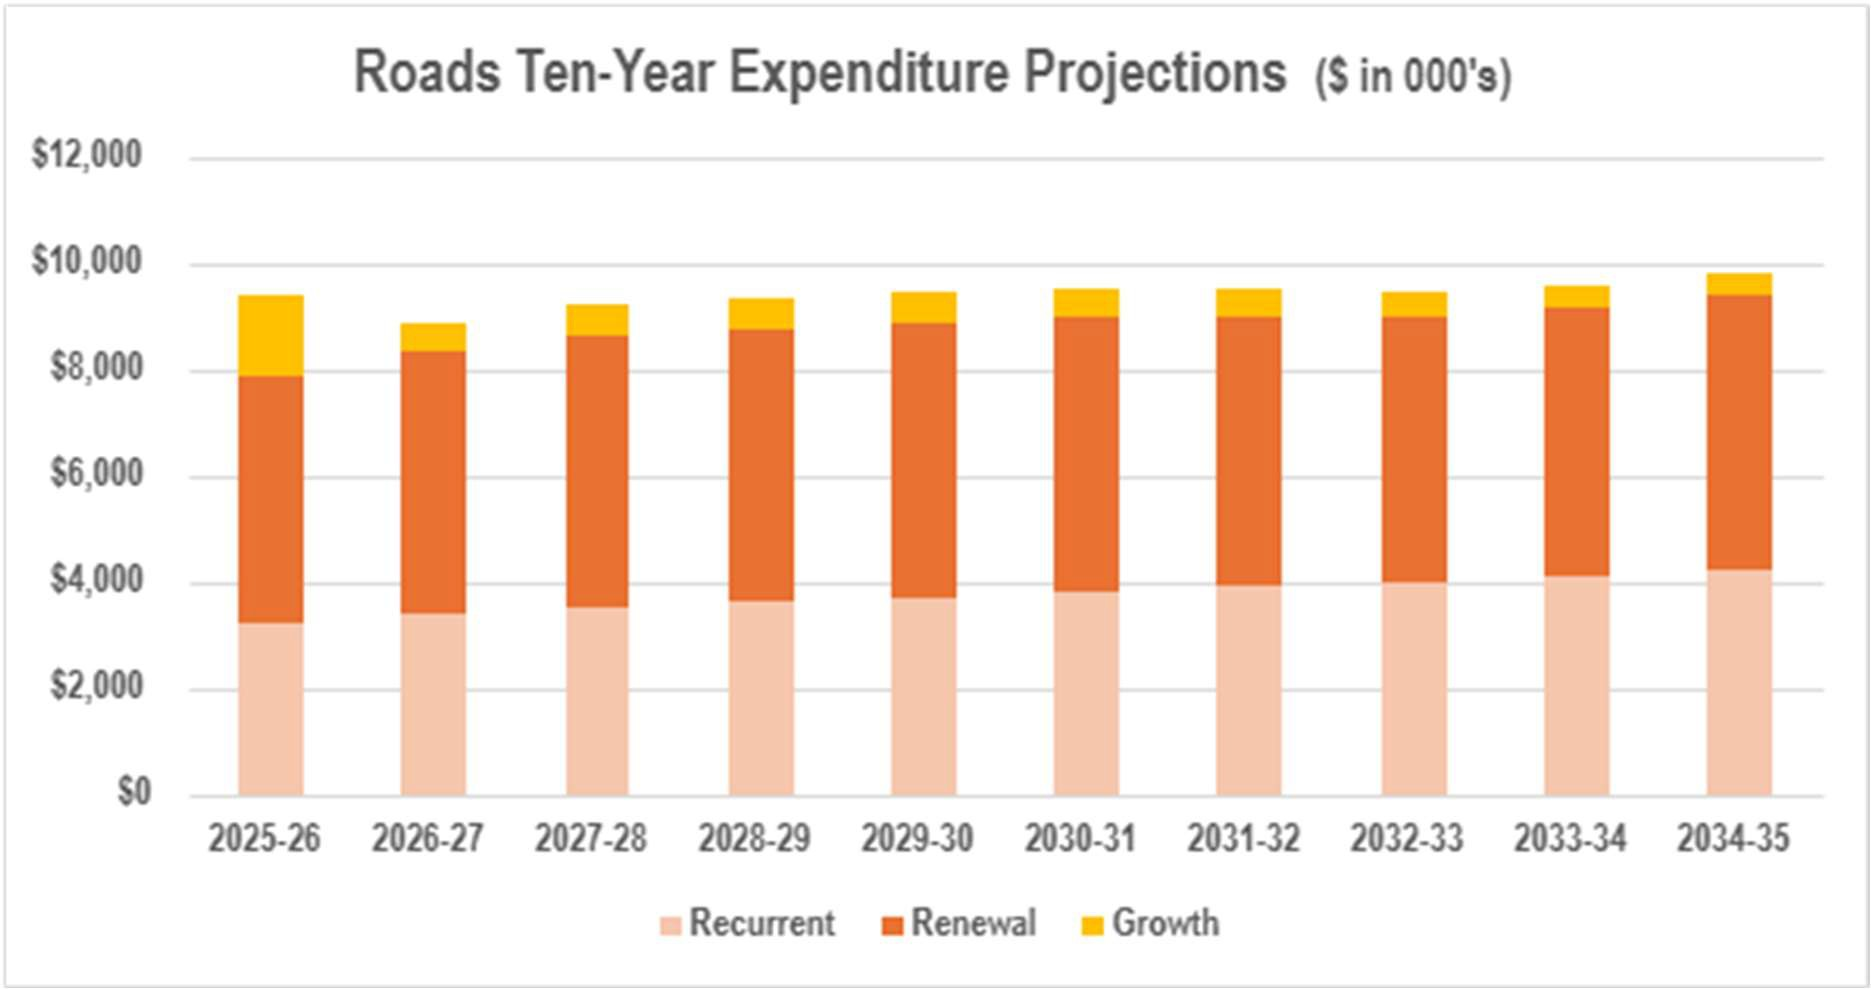 Roads Ten-Year Expenditure Projections ($ in 000's)
$12,000
$10,000
$8,000
$6,000
$4,000
$2,000
$0
2025-26 2026-27 2027-28 2028-29 2029-30 2030-31 2031-32 2032-33 2033-34 2034-35
Recurrent Renewal Growth